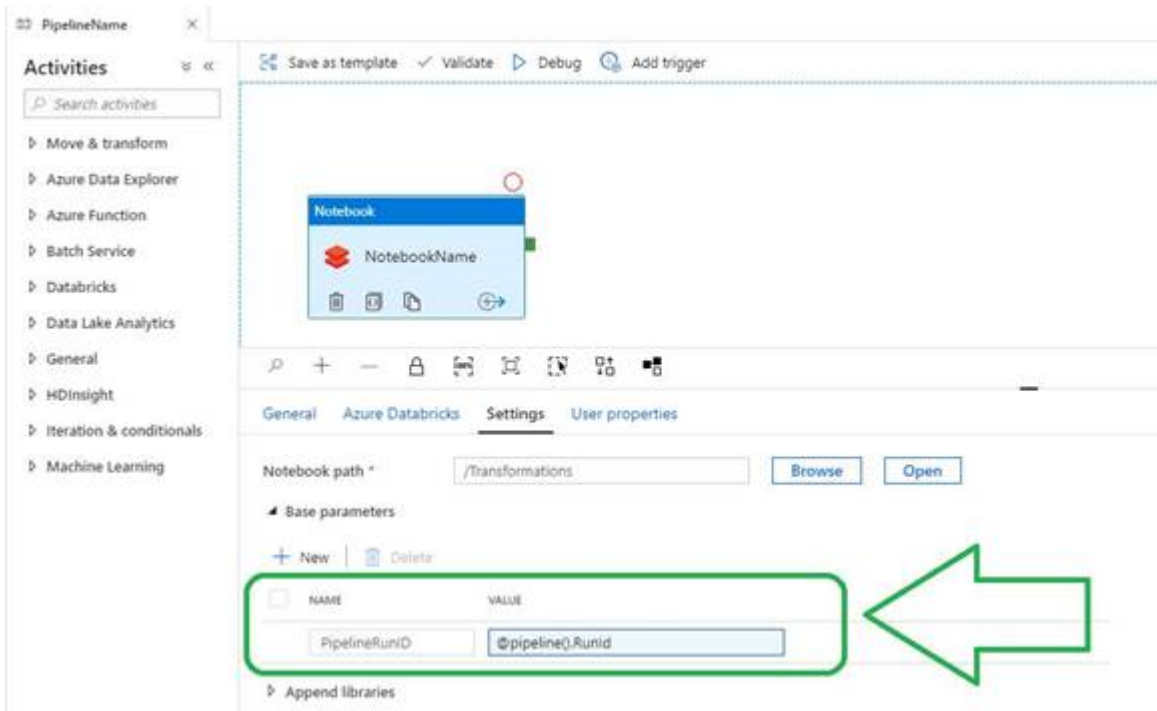 PipelineName
Activities
Search activities
Move & transform
Azure Data Explorer
Azure Function
Batch Service
Databricks
Data Lake Analytics
General
HDInsight
Iteration & conditionals
Machine Learning
Save as template Validate Debug Add trigger
Notebook
NotebookName
General Azure Databricks Settings User properties
Notebook path * /Transformations Browse Open
Base parameters
New Delete
NAME VALUE
PipelineRunID @pipeline().RunId
Append libraries